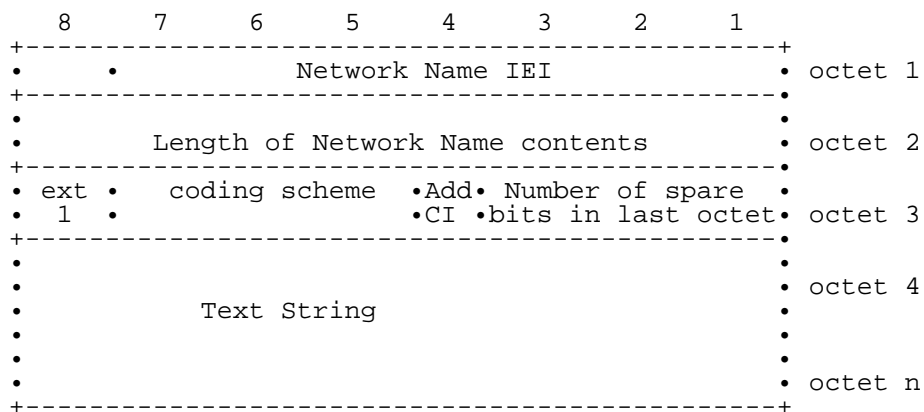 8 7 6 5 4 3 2 1
+-----------------------------------------------+
• • Network Name IEI • octet 1
+-----------------------------------------------•
• •
• Length of Network Name contents • octet 2
+-----------------------------------------------•
• ext • coding scheme •Add• Number of spare •
• 1 • •CI •bits in last octet• octet 3
+-----------------------------------------------•
• •
• • octet 4
• Text String •
• •
• •
• • octet n
+-----------------------------------------------+